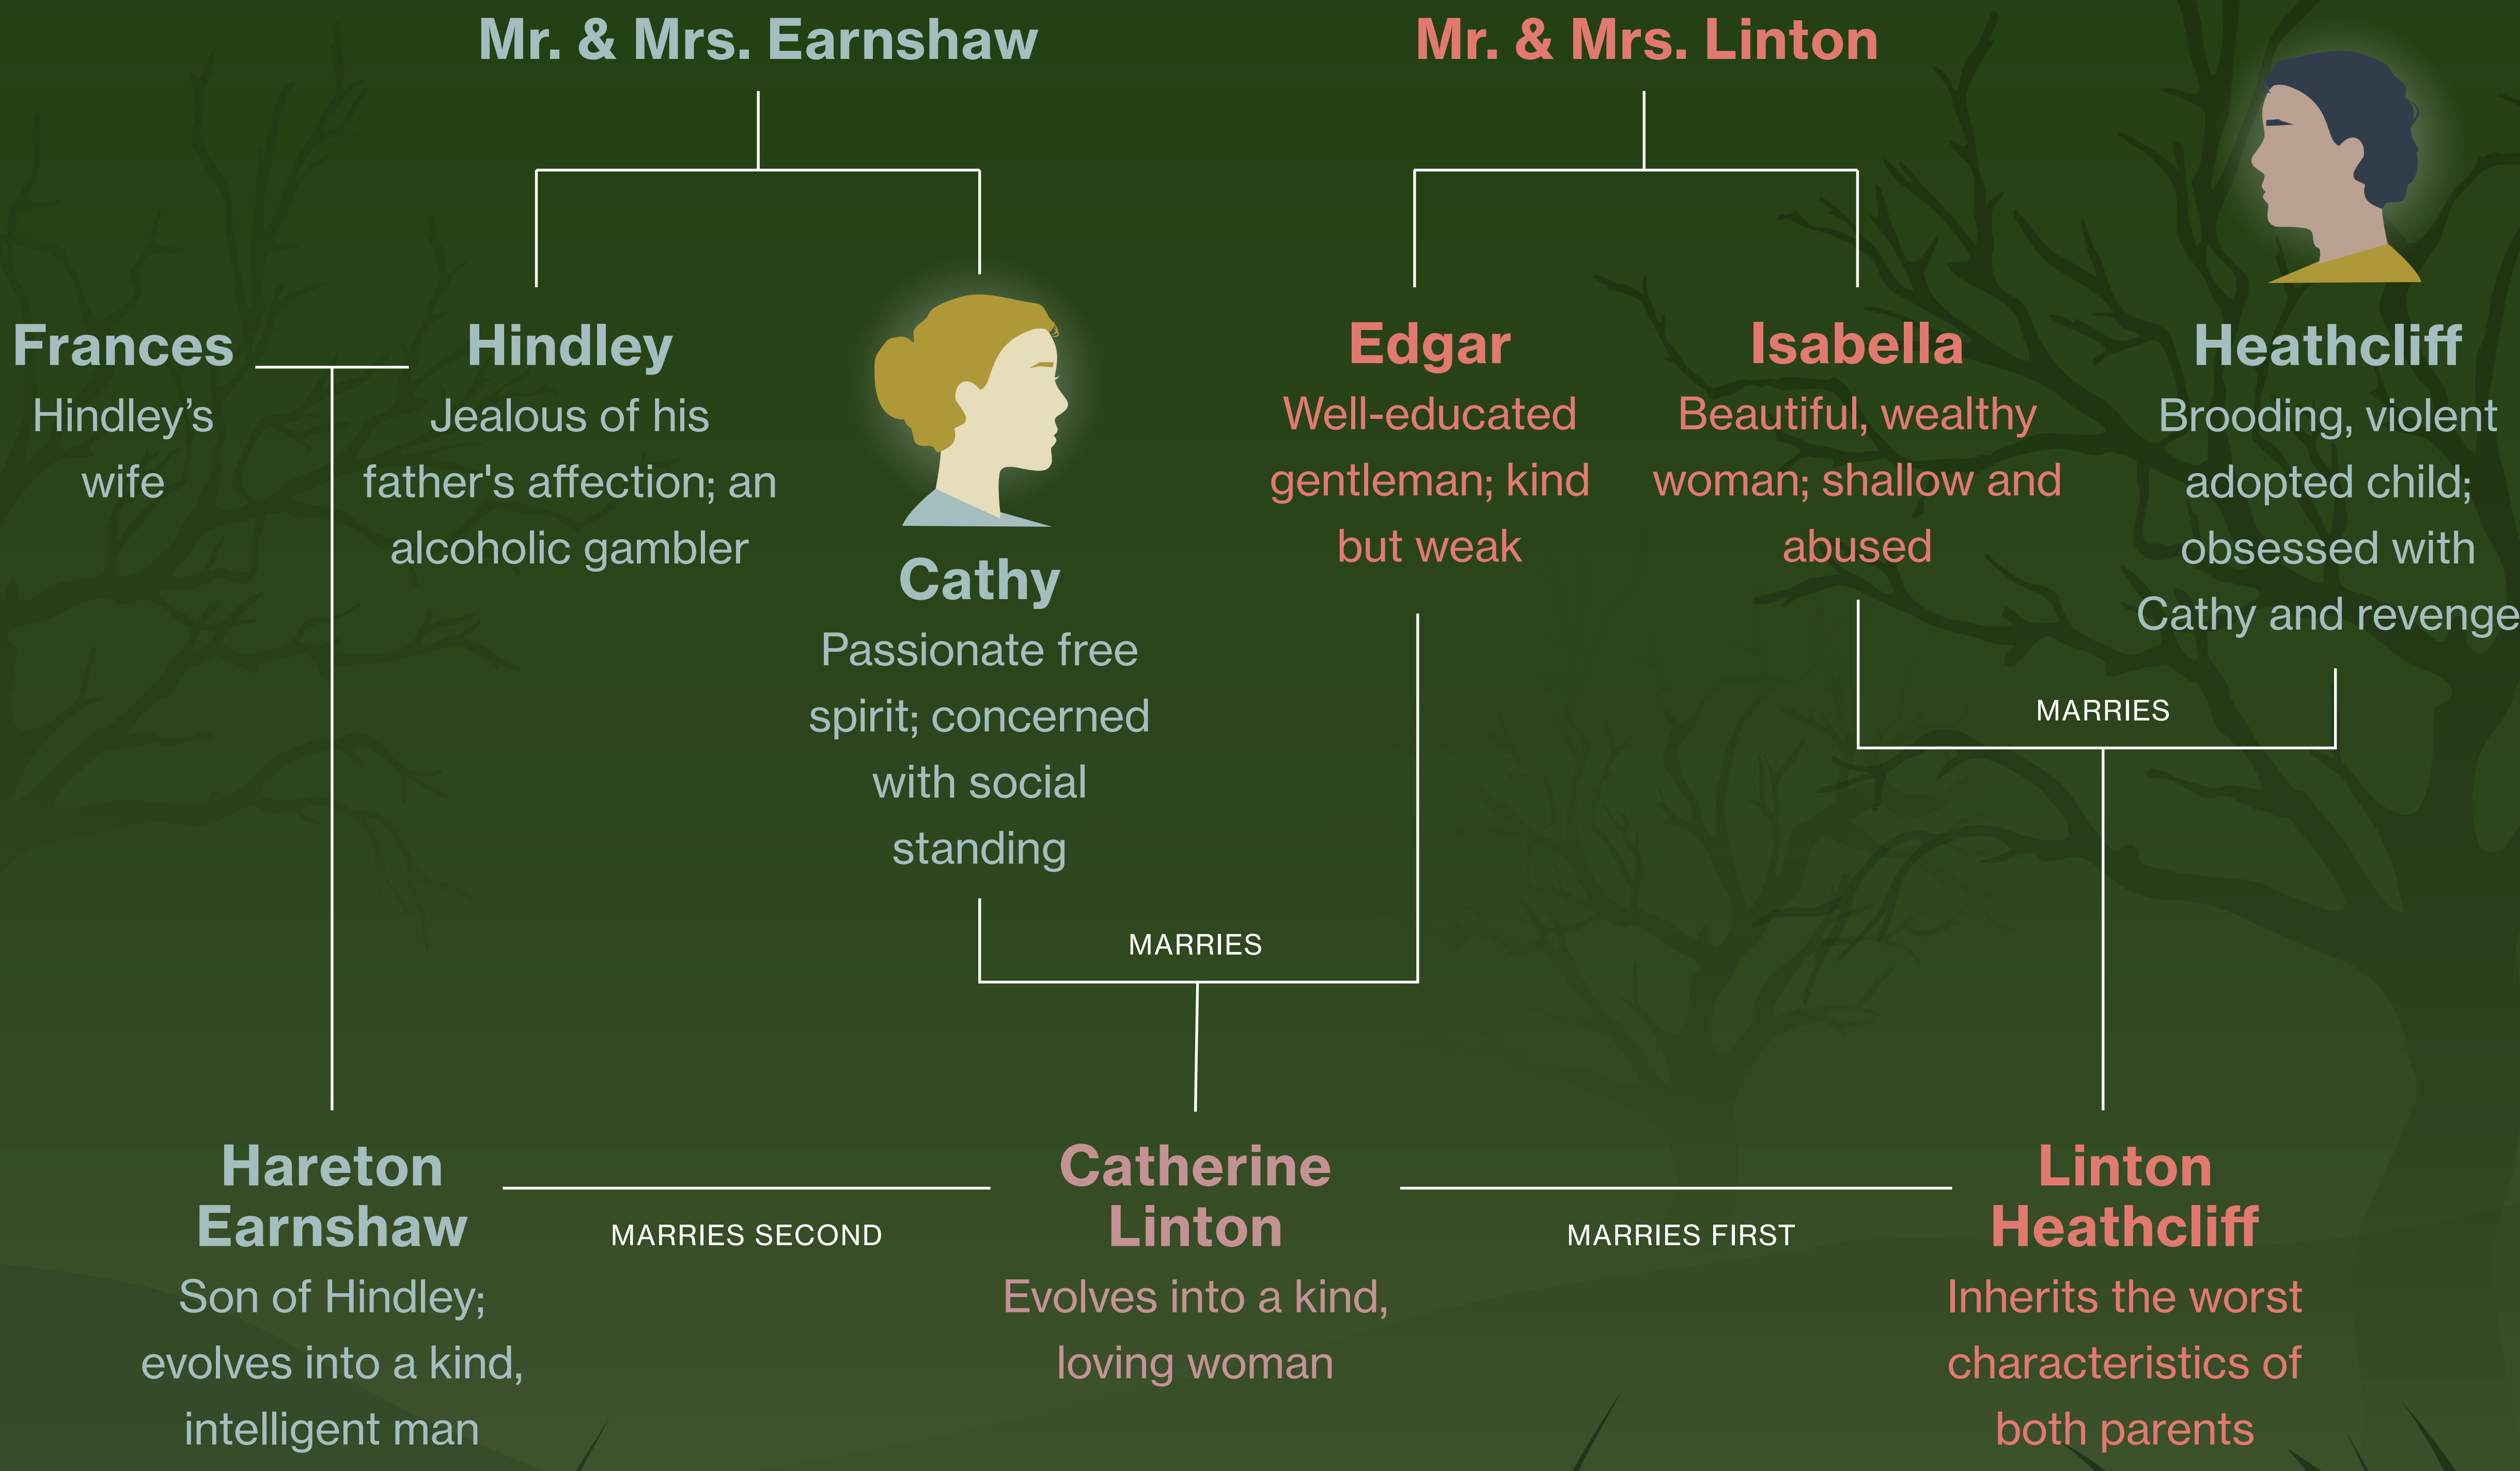 Mr. & Mrs. Earnshaw
Mr. & Mrs. Linton
Frances
Hindley's
wife
Hindley
Jealous of his
father's affection; an
alcoholic gambler
Cathy
Passionate free
spirit; concerned
with social
standing
Edgar
Well-educated
gentleman; kind
but weak
Isabella
Beautiful, wealthy
woman; shallow and
abused
Heathcliff
Brooding, violent
adopted child;
obsessed with
Cathy and revenge
MARRIES
MARRIES
Hareton
Earnshaw
Son of Hindley;
evolves into a kind,
intelligent man
MARRIES SECOND
Catherine
Linton
Evolves into a kind,
loving woman
MARRIES FIRST
Linton
Heathcliff
Inherits the worst
characteristics of
both parents